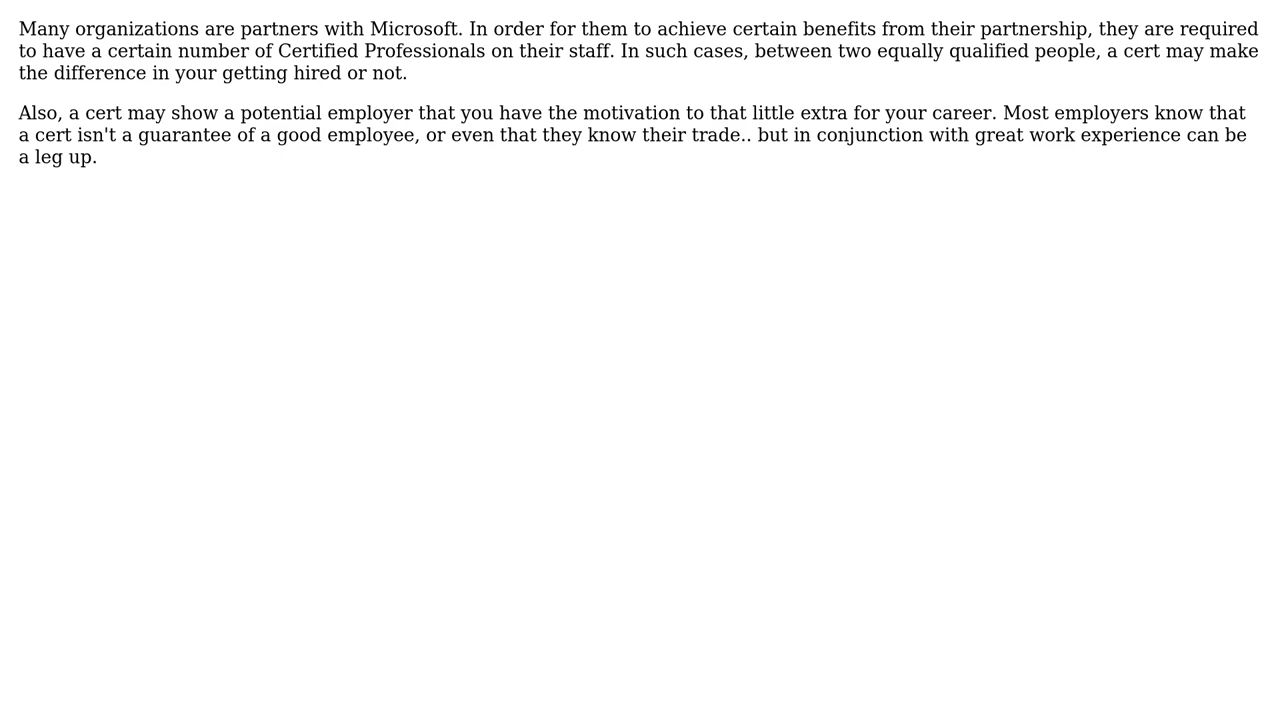 Many organizations are partners with Microsoft. In order for them to achieve certain benefits from their partnership, they are required
to have a certain number of Certified Professionals on their staff. In such cases, between two equally qualified people, a cert may make
the difference in your getting hired or not.
Also, a cert may show a potential employer that you have the motivation to that little extra for your career. Most employers know that
a cert isn't a guarantee of a good employee, or even that they know their trade.. but in conjunction with great work experience can be
a leg up.